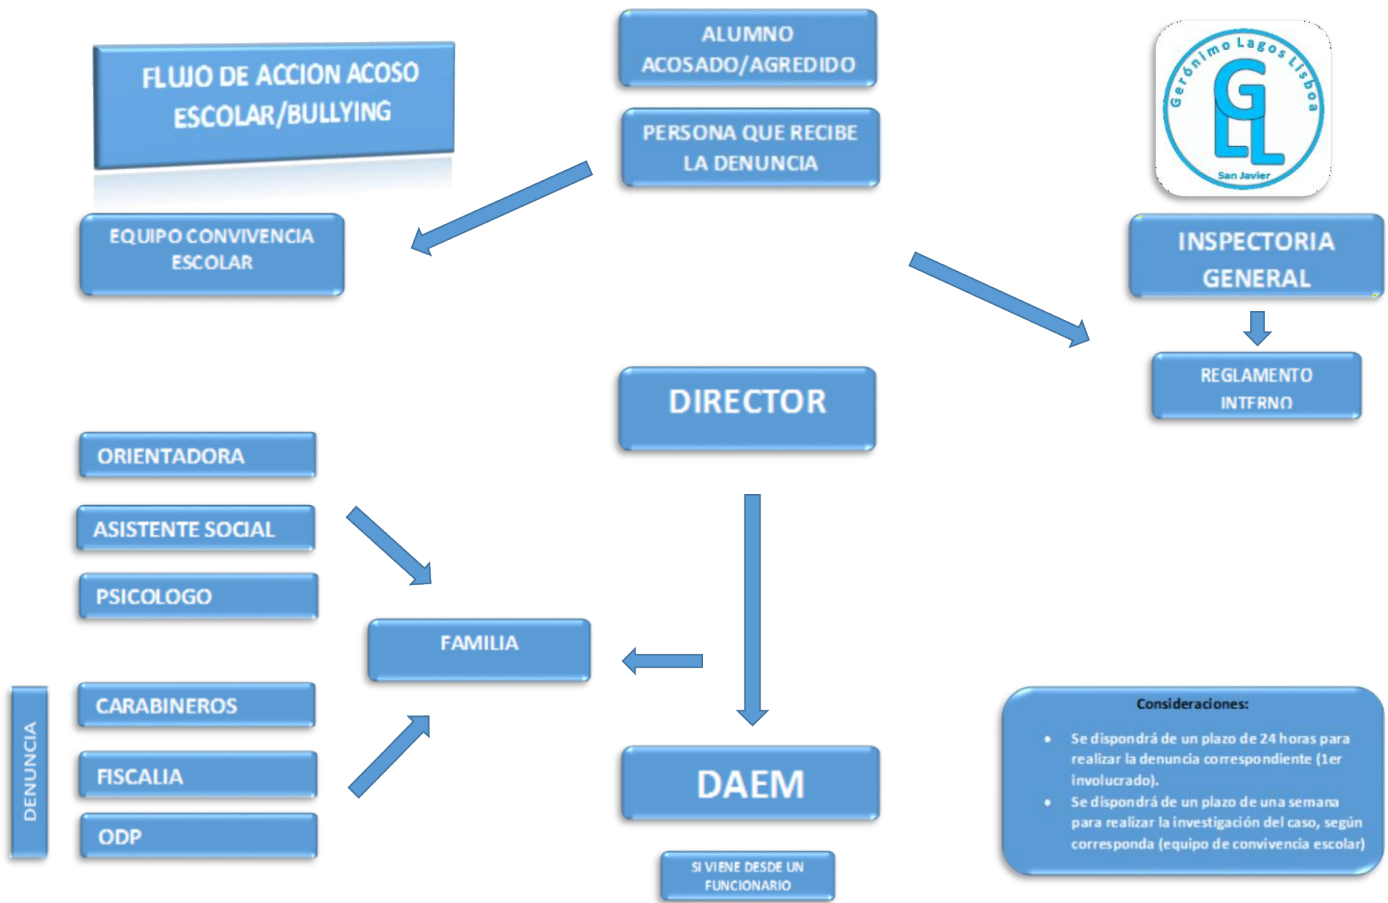 FLUJO DE ACCION ACOSO
ESCOLAR/BULLYING
ALUMNO
ACOSADO/AGREDIDO
PERSONA QUE RECIBE
LA DENUNCIA
Gerónimo Lagos Lisboa
GLL
San Javier
EQUIPO CONVIVENCIA
ESCOLAR
INSPECTORIA
GENERAL
REGLAMENTO
INTERNO
DIRECTOR
ORIENTADORA
ASISTENTE SOCIAL
PSICOLOGO
FAMILIA
DENUNCIA
CARABINEROS
FISCALIA
ODP
DAEM
SI VIENE DESDE UN
FUNCIONARIO
Consideraciones:
• Se dispondrá de un plazo de 24 horas para
realizar la denuncia correspondiente (1er
involucrado).
• Se dispondrá de un plazo de una semana
para realizar la investigación del caso, según
corresponda (equipo de convivencia escolar)